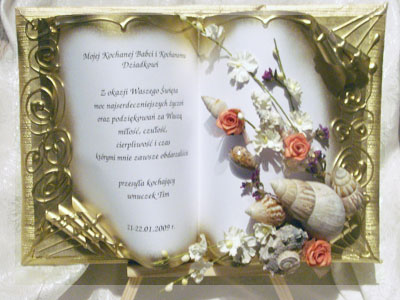 Mojej Kochanej Babci i Kochanemu
Dziadkowi
Z okazji Waszego Święta
moc najserdeczniejszych życzeń
oraz podziękowań za Waszą
miłość, czułość,
cierpliwość i czas
którymi mnie zawsze obdarzacie
przesyła kochający
wnuczek Tim
21-22.01.2009 r.